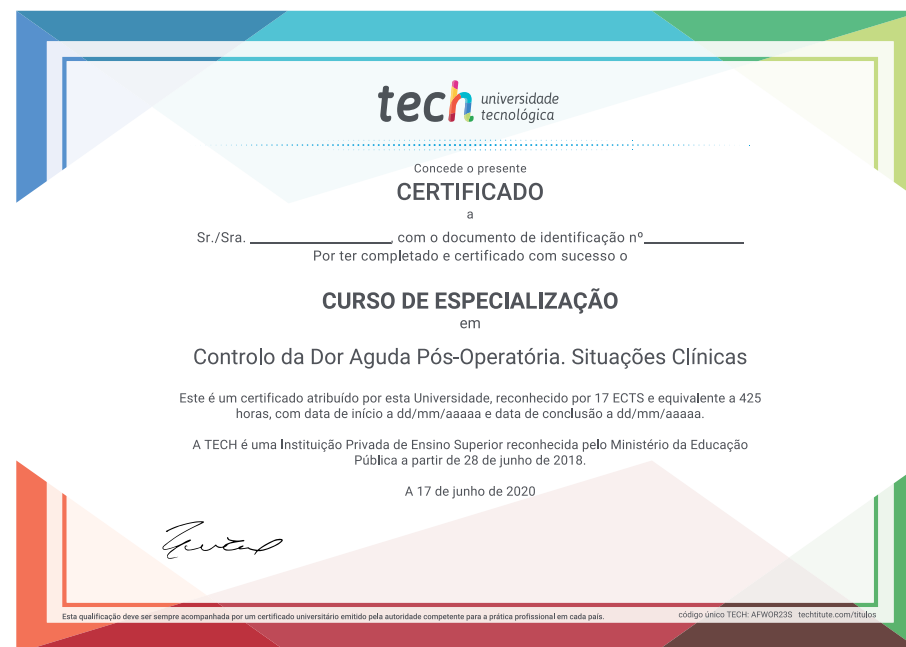 tech universidade
tecnológica
Concede o presente
CERTIFICADO
a
Sr./Sra. ____________________, com o documento de identificação nº______________
Por ter completado e certificado com sucesso o
CURSO DE ESPECIALIZAÇÃO
em
Controlo da Dor Aguda Pós-Operatória. Situações Clínicas
Este é um certificado atribuído por esta Universidade, reconhecido por 17 ECTS e equivalente a 425
horas, com data de início a dd/mm/aaaaa e data de conclusão a dd/mm/aaaaa.
A TECH é uma Instituição Privada de Ensino Superior reconhecida pelo Ministério da Educação
Pública a partir de 28 de junho de 2018.
A 17 de junho de 2020
Esta qualificação deve ser sempre acompanhada por um certificado universitário emitido pela autoridade competente para a prática profissional em cada país.
código único TECH: AFWOR23S techtitute.com/titulos